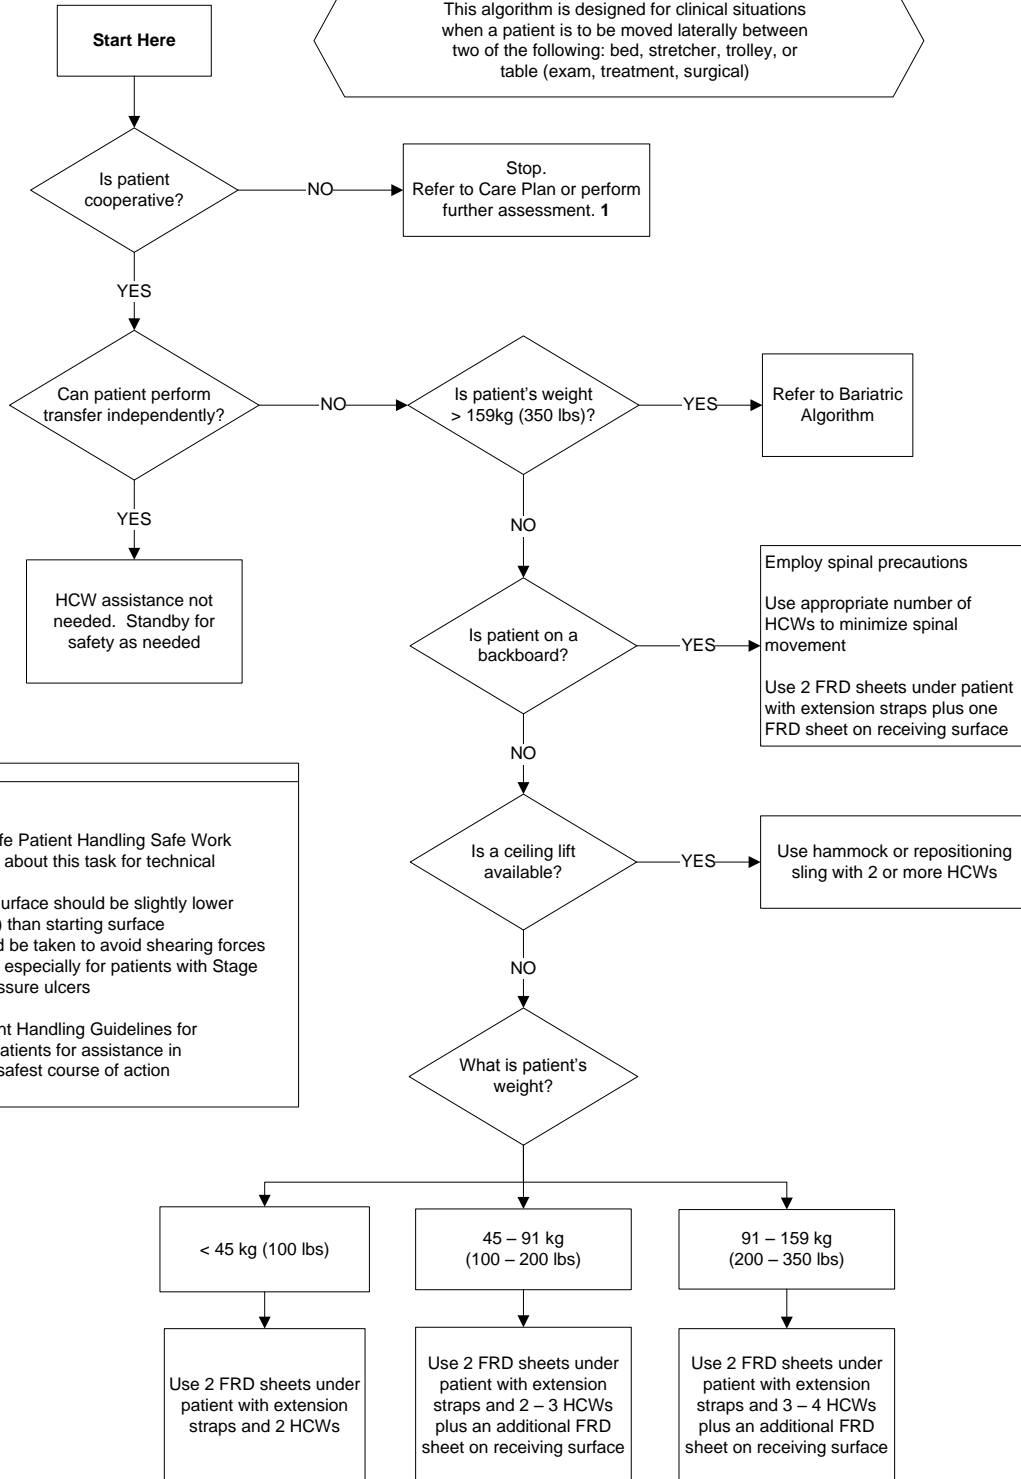 This algorithm is designed for clinical situations
when a patient is to be moved laterally between
two of the following: bed, stretcher, trolley, or
table (exam, treatment, surgical)
Start Here
Is patient
cooperative?
NO
Stop.
Refer to Care Plan or perform
further assessment. 1
YES
Can patient perform
transfer independently?
NO
Is patient's weight
> 159kg (350 lbs)?
YES
Refer to Bariatric
Algorithm
YES
HCW assistance not
needed.  Standby for
safety as needed
NO
Is patient on a
backboard?
YES
Employ spinal precautions
Use appropriate number of
HCWs to minimize spinal
movement
Use 2 FRD sheets under patient
with extension straps plus one
FRD sheet on receiving surface
NO
Is a ceiling lift
available?
YES
Use hammock or repositioning
sling with 2 or more HCWs
Patient Handling Safe Work
about this task for technical
should be slightly lower
than starting surface
be taken to avoid shearing forces
especially for patients with Stage
ulcers
Handling Guidelines for
for assistance in
safest course of action
NO
What is patient's
weight?
< 45 kg (100 lbs)
45 – 91 kg
(100 – 200 lbs)
91 – 159 kg
(200 – 350 lbs)
Use 2 FRD sheets under
patient with extension
straps and 2 HCWs
Use 2 FRD sheets under
patient with extension
straps and 2 – 3 HCWs
plus an additional FRD
sheet on receiving surface
Use 2 FRD sheets under
patient with extension
straps and 3 – 4 HCWs
plus an additional FRD
sheet on receiving surface